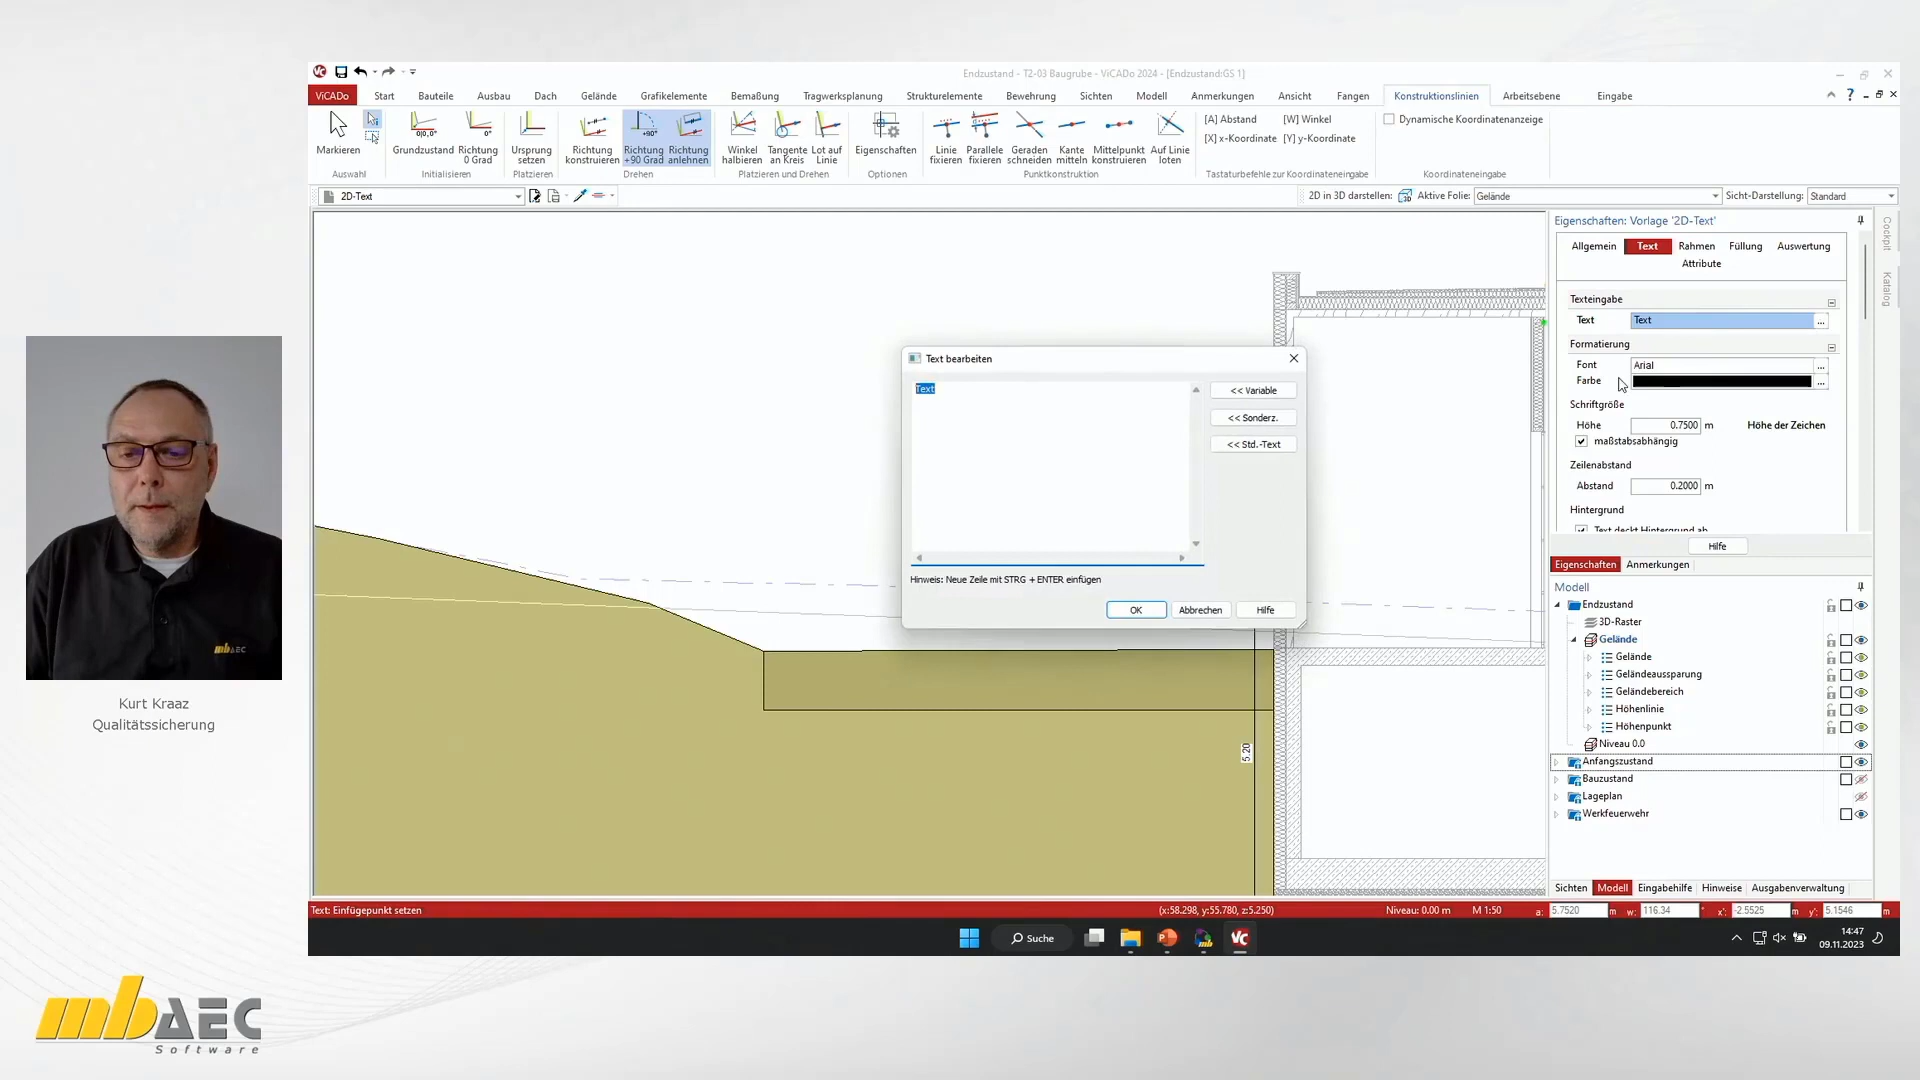 Endzustand - T2-03 Baugrube - ViCADo 2024 - [Endzustand:GS 1]
ViCADo Start Bauteile Ausbau Dach Gelände Grafikelemente Bemaßung Tragwerksplanung Strukturelemente Bewehrung Sichten Modell Anmerkungen Ansicht Fangen Konstruktionslinien Arbeitsebene Eingabe
Markieren
Auswahl
Grundzustand
Richtung 0 Grad
Initialisieren
Ursprung setzen
Platzieren
Richtung konstruieren
Richtung +90 Grad
Richtung anlehnen
Drehen
Winkel halbieren
Tangente an Kreis
Lot auf Linie
Platzieren und Drehen
Eigenschaften
Optionen
Linie fixieren
Parallele fixieren
Geraden schneiden
Kante mitteln
Mittelpunkt konstruieren
Auf Linie loten
Punktkonstruktion
[A] Abstand [W] Winkel
[X] x-Koordinate [Y] y-Koordinate
Tastaturbefehle zur Koordinateneingabe
Dynamische Koordinatenanzeige
Koordinateneingabe
2D-Text
2D in 3D darstellen: Aktive Folie: Gelände Sicht-Darstellung: Standard
Eigenschaften: Vorlage '2D-Text'
Allgemein Text Rahmen Füllung Auswertung
Attribute
Texteingabe
Text Text ...
Formatierung
Font Arial ...
Farbe ...
Schriftgröße
Höhe 0.7500 m Höhe der Zeichen
maßstabsabhängig
Zeilenabstand
Abstand 0.2000 m
Hintergrund
Text deckt Hintergrund ab
Hilfe
Eigenschaften Anmerkungen
Cockpit
Katalog
Modell
Endzustand
3D-Raster
Gelände
Gelände
Geländeaussparung
Geländebereich
Höhenlinie
Höhenpunkt
Niveau 0.0
Anfangszustand
Bauzustand
Lageplan
Werkfeuerwehr
Sichten Modell Eingabehilfe Hinweise Ausgabenverwaltung
Text bearbeiten
Text
<< Variable
<< Sonderz.
<< Std.-Text
Hinweis: Neue Zeile mit STRG + ENTER einfügen
OK Abbrechen Hilfe
5.20
Text: Einfügepunkt setzen (x:58.298, y:55.780, z:5.250) Niveau: 0.00 m M 1:50 a: 5.7520 m w: 116.34 ° x': -2.5525 m y': 5.1546 m
Suche
14:47
09.11.2023
mbAEC
Kurt Kraaz
Qualitätssicherung
mbAEC
Software